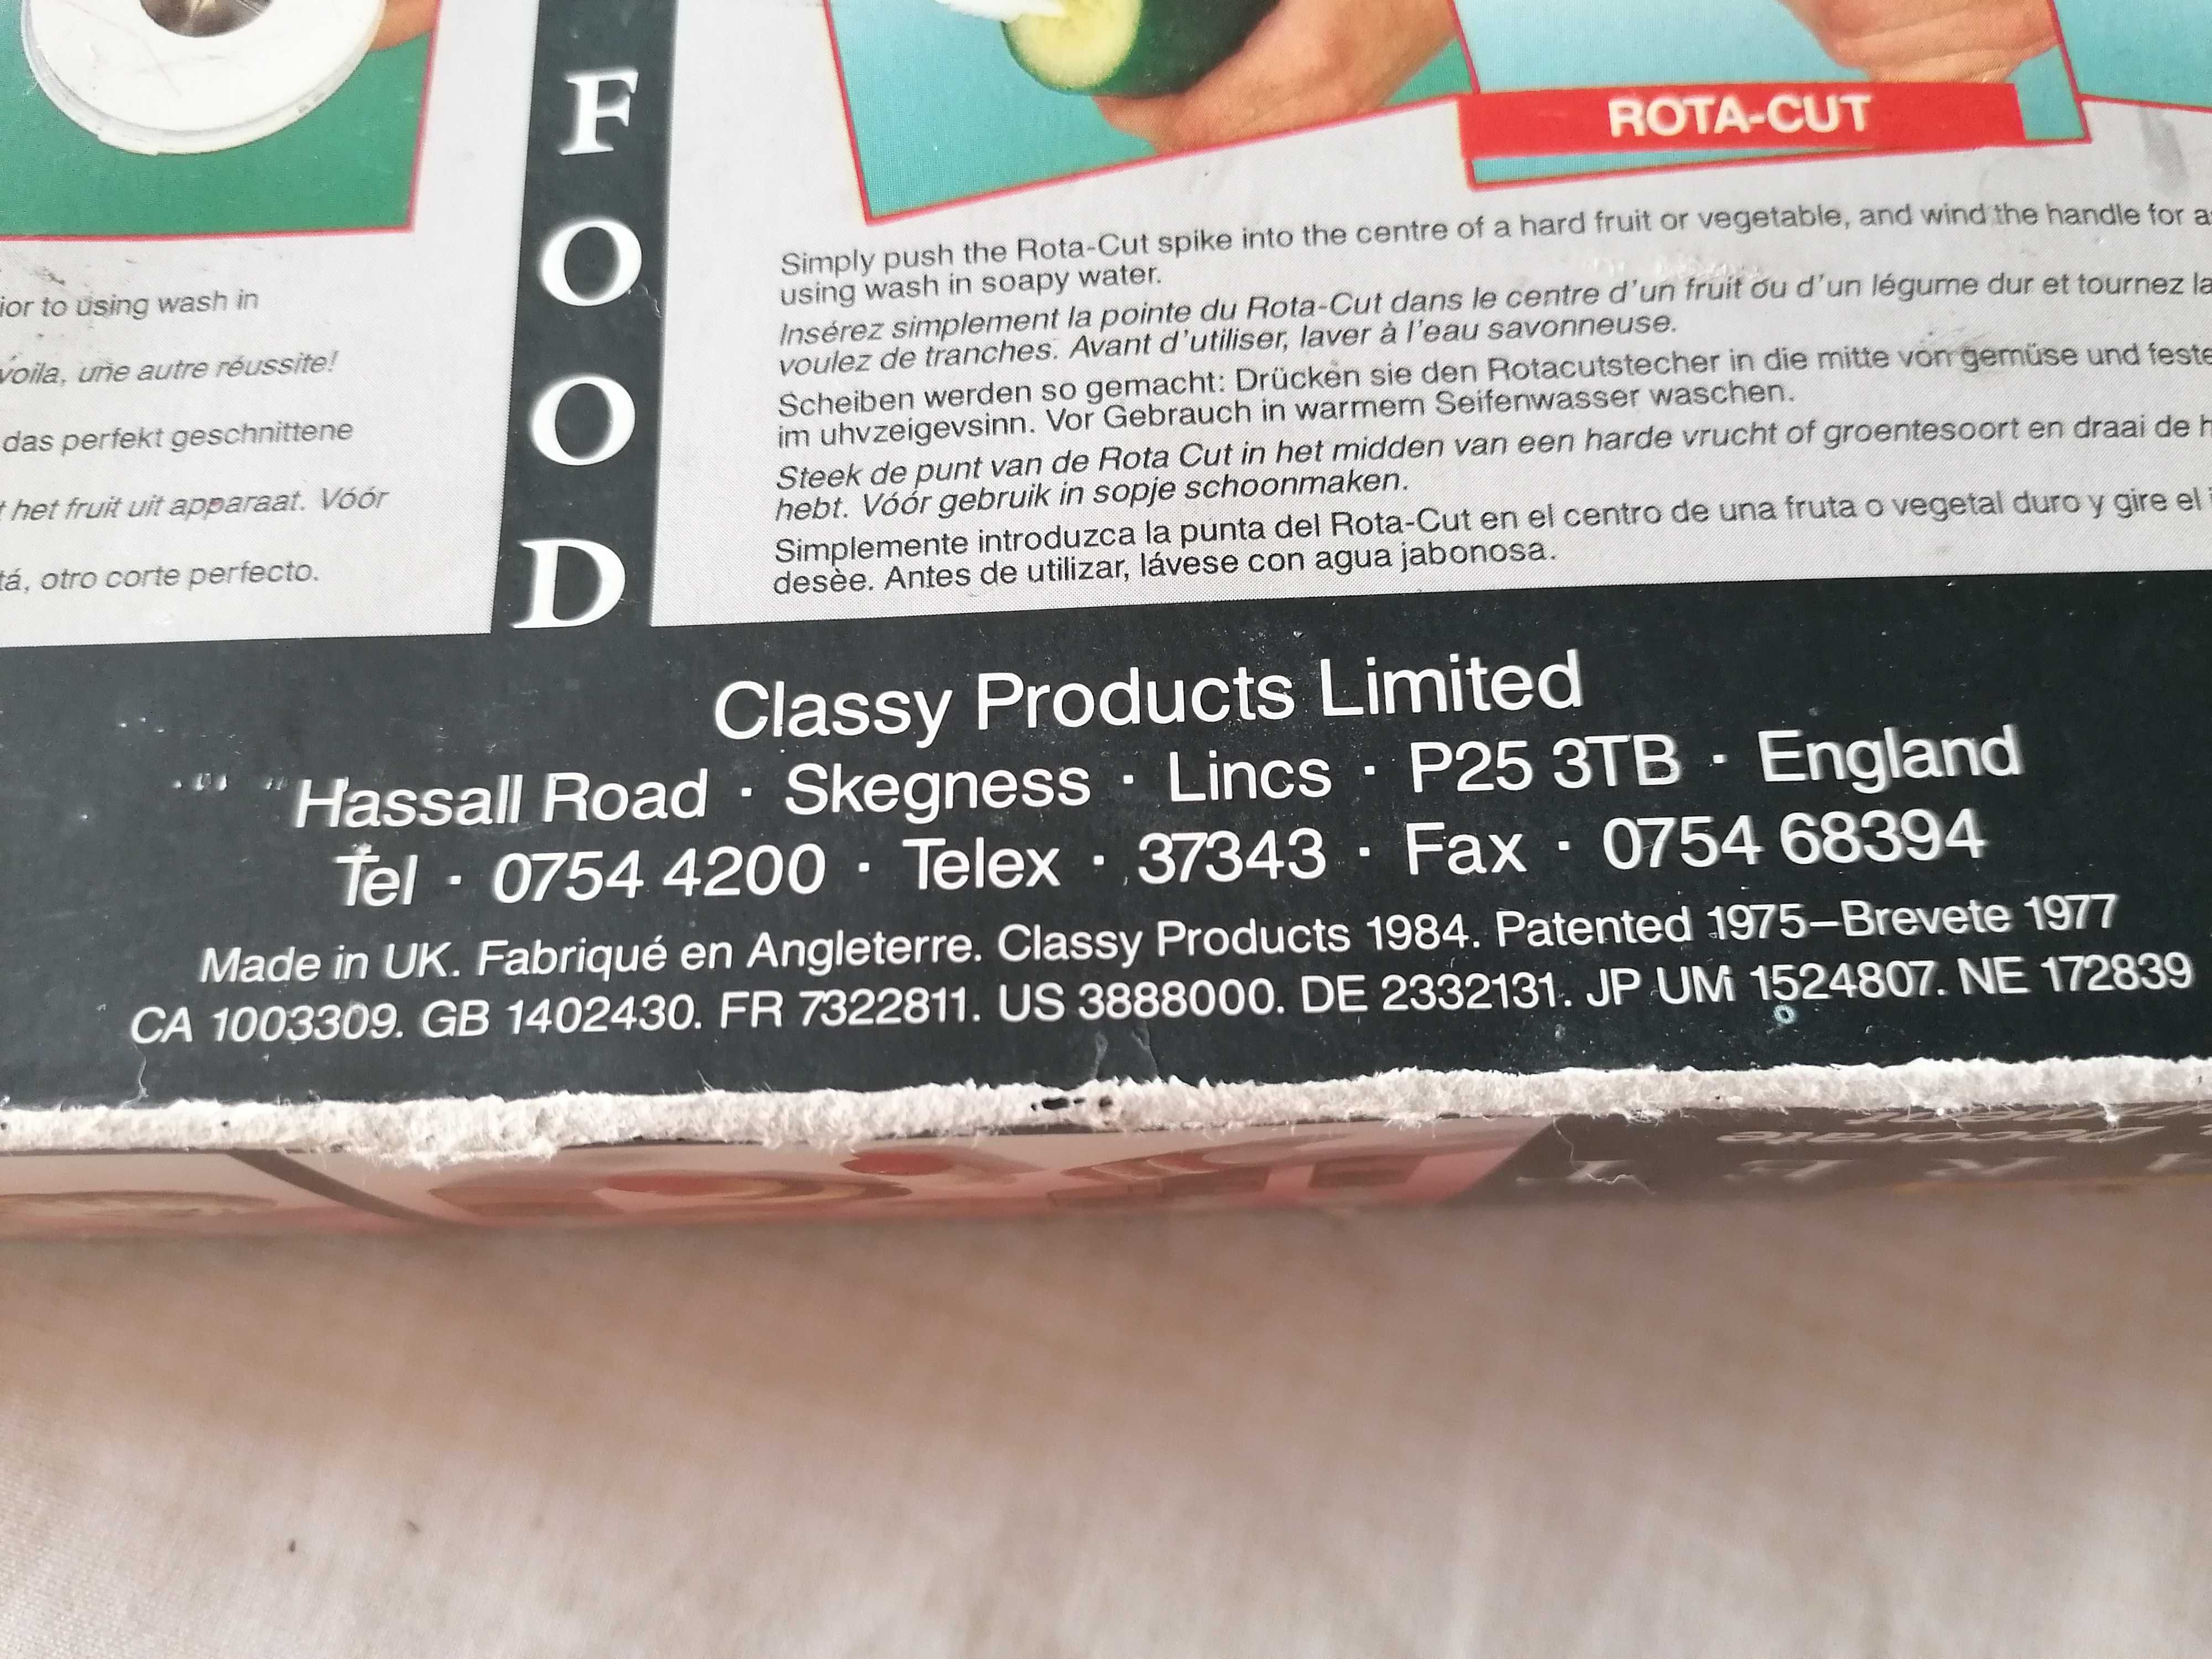 FOOD
ROTA-CUT
ior to using wash in
voila, une autre réussite!
das perfekt geschnittene
t het fruit uit apparaat. Vóór
tá, otro corte perfecto.
Simply push the Rota-Cut spike into the centre of a hard fruit or vegetable, and wind the handle for a
using wash in soapy water.
Insérez simplement la pointe du Rota-Cut dans le centre d'un fruit ou d'un légume dur et tournez la
voulez de tranches. Avant d'utiliser, laver à l'eau savonneuse.
Scheiben werden so gemacht: Drücken sie den Rotacutstecher in die mitte von gemüse und feste
im uhvzeigevsinn. Vor Gebrauch in warmem Seifenwasser waschen.
Steek de punt van de Rota Cut in het midden van een harde vrucht of groentesoort en draai de h
hebt. Vóór gebruik in sopje schoonmaken.
Simplemente introduzca la punta del Rota-Cut en el centro de una fruta o vegetal duro y gire el
desèe. Antes de utilizar, lávese con agua jabonosa.
Classy Products Limited
Hassall Road · Skegness · Lincs · P25 3TB · England
Tel · 0754 4200 · Telex · 37343 · Fax · 0754 68394
Made in UK. Fabriqué en Angleterre. Classy Products 1984. Patented 1975–Brevete 1977
CA 1003309. GB 1402430. FR 7322811. US 3888000. DE 2332131. JP UM 1524807. NE 172839
Decorate